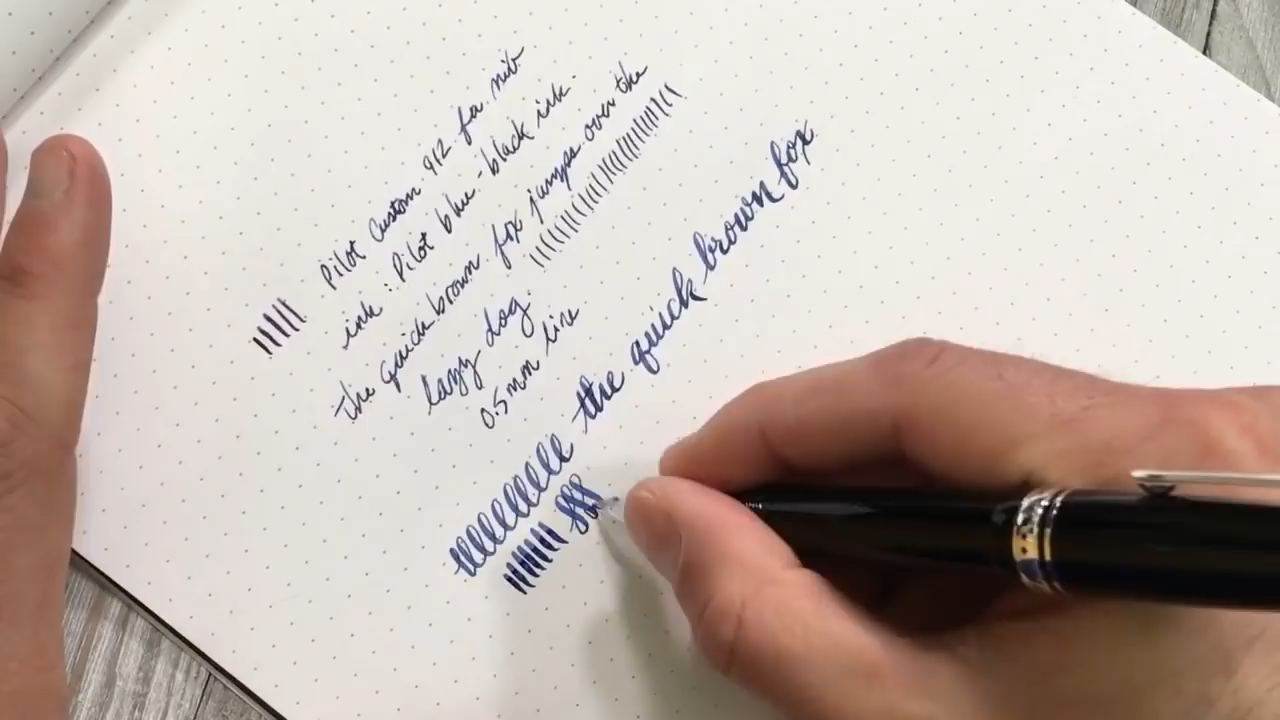 Pilot Custom 912 fa. nib
ink : Pilot blue-black ink.
the quick brown fox jumps over the
lazy dog.
0.5mm line
the quick brown fox